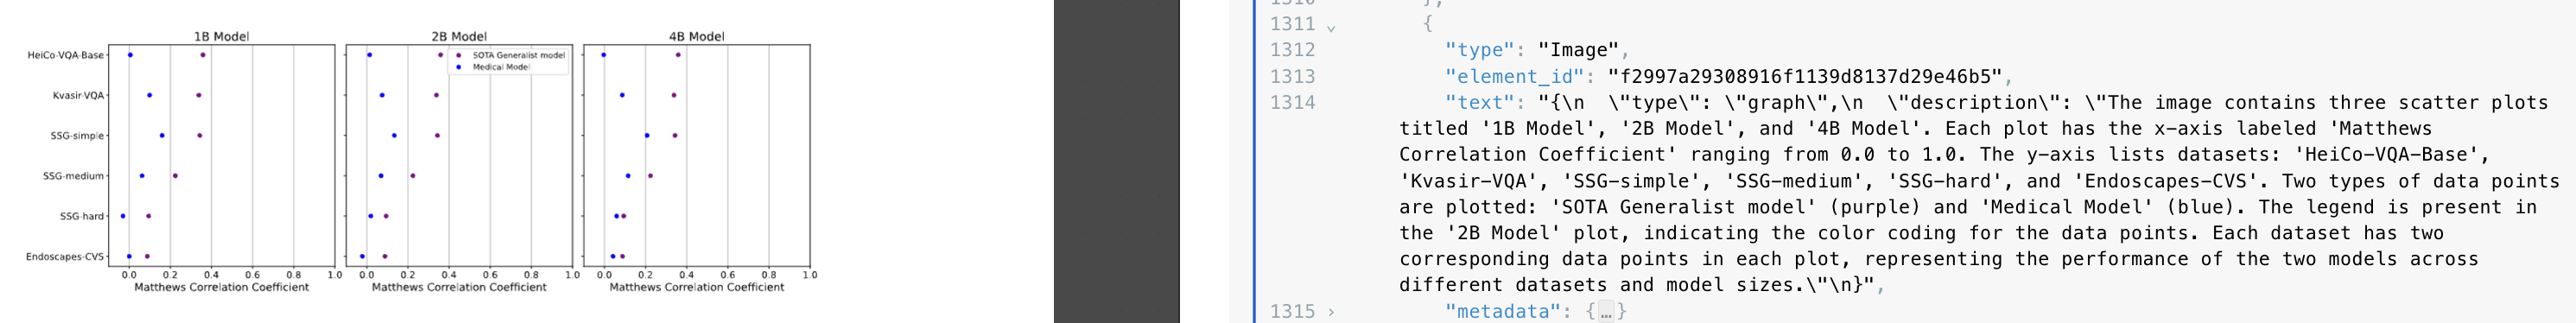 1B Model
2B Model
4B Model
HeiCo-VQA-Base
Kvasir-VQA
SSG-simple
SSG-medium
SSG-hard
Endoscapes-CVS
SOTA Generalist model
Medical Model
0.0 0.2 0.4 0.6 0.8 1.0
0.0 0.2 0.4 0.6 0.8 1.0
0.0 0.2 0.4 0.6 0.8 1.0
Matthews Correlation Coefficient
Matthews Correlation Coefficient
Matthews Correlation Coefficient
1310 },
1311 {
1312 "type": "Image",
1313 "element_id": "f2997a29308916f1139d8137d29e46b5",
1314 "text": "{\n  \"type\": \"graph\",\n  \"description\": \"The image contains three scatter plots
titled '1B Model', '2B Model', and '4B Model'. Each plot has the x-axis labeled 'Matthews
Correlation Coefficient' ranging from 0.0 to 1.0. The y-axis lists datasets: 'HeiCo-VQA-Base',
'Kvasir-VQA', 'SSG-simple', 'SSG-medium', 'SSG-hard', and 'Endoscapes-CVS'. Two types of data points
are plotted: 'SOTA Generalist model' (purple) and 'Medical Model' (blue). The legend is present in
the '2B Model' plot, indicating the color coding for the data points. Each dataset has two
corresponding data points in each plot, representing the performance of the two models across
different datasets and model sizes.\"\n}",
1315 "metadata": {…}